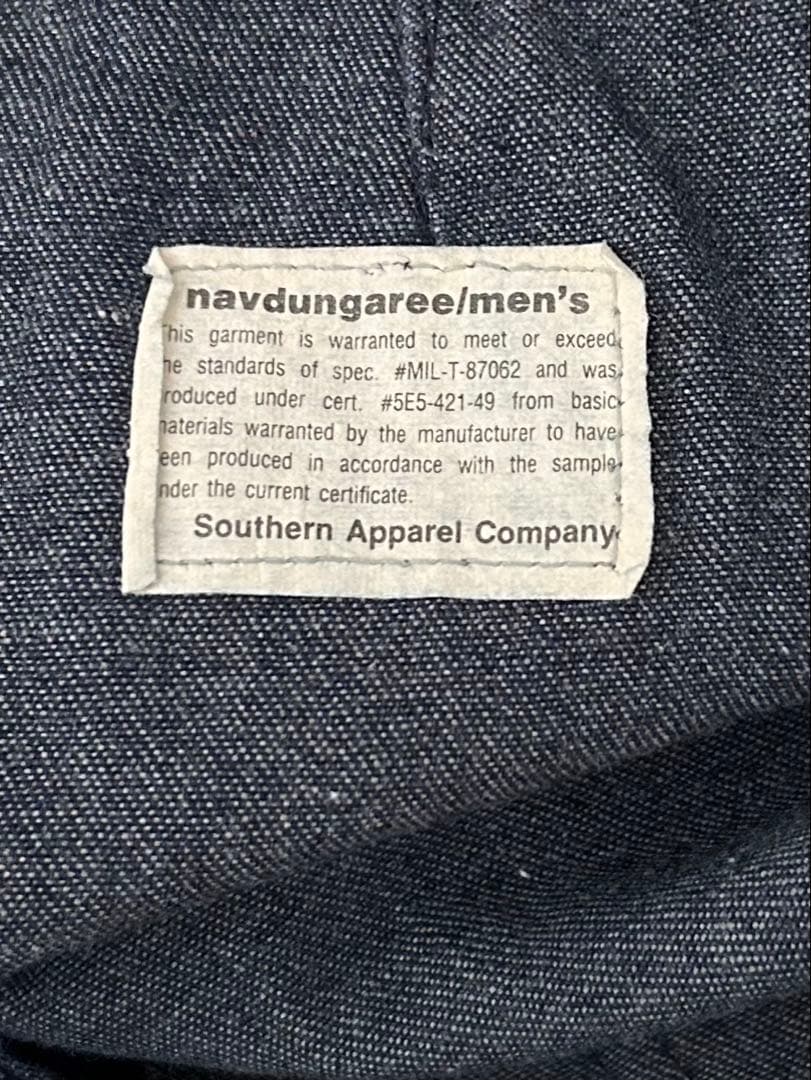 navdungaree/men's
his garment is warranted to meet or exceed
he standards of spec. #MIL-T-87062 and was
roduced under cert. #5E5-421-49 from basic
naterials warranted by the manufacturer to have
een produced in accordance with the sample
nder the current certificate.
Southern Apparel Company